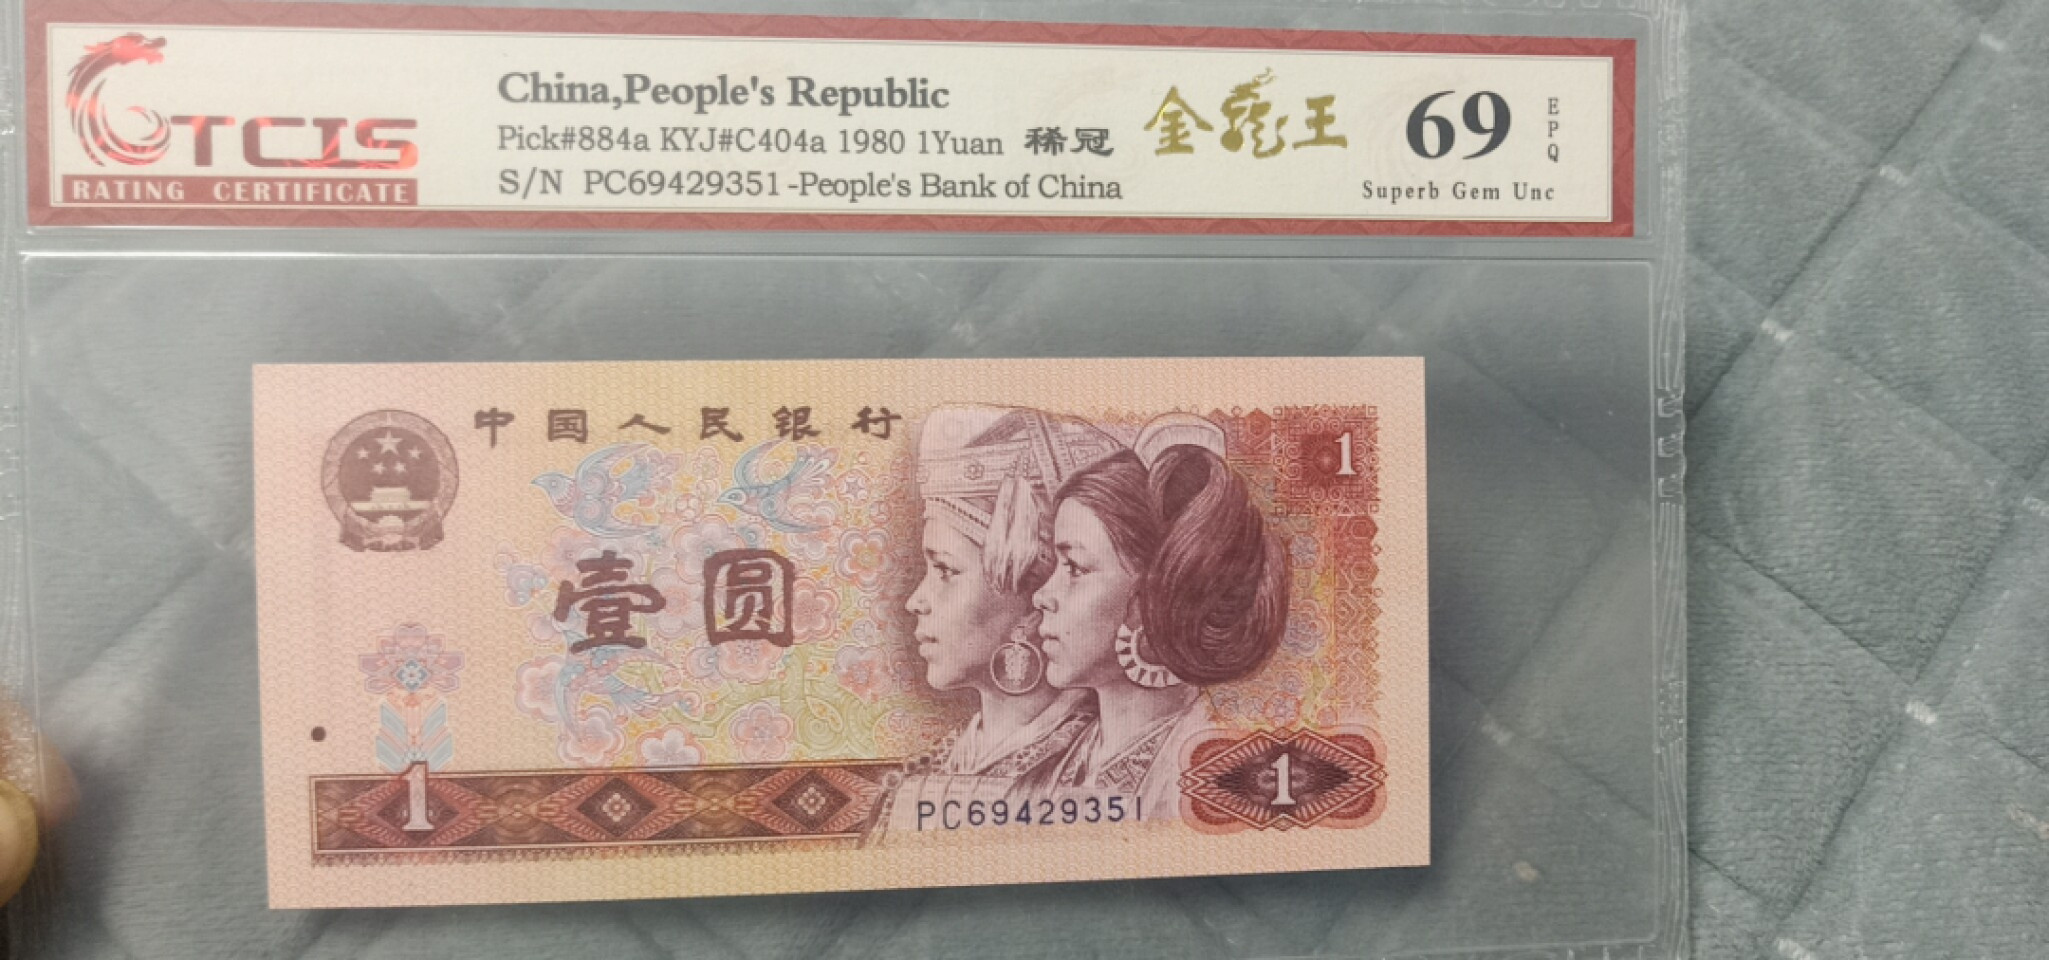 TCIS
RATING CERTIFICATE
China,People's Republic
Pick#884a KYJ#C404a 1980 1Yuan 稀冠
S/N PC69429351-People's Bank of China
金龍王
69
EPQ
Superb Gem Unc
中国人民银行
1
壹圆
1
PC69429351
1